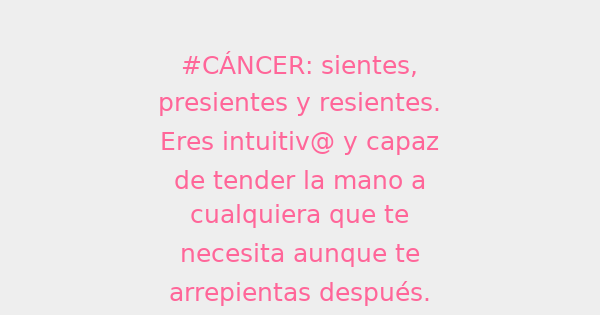 #CÁNCER: sientes,
presientes y resientes.
Eres intuitiv@ y capaz
de tender la mano a
cualquiera que te
necesita aunque te
arrepientas después.